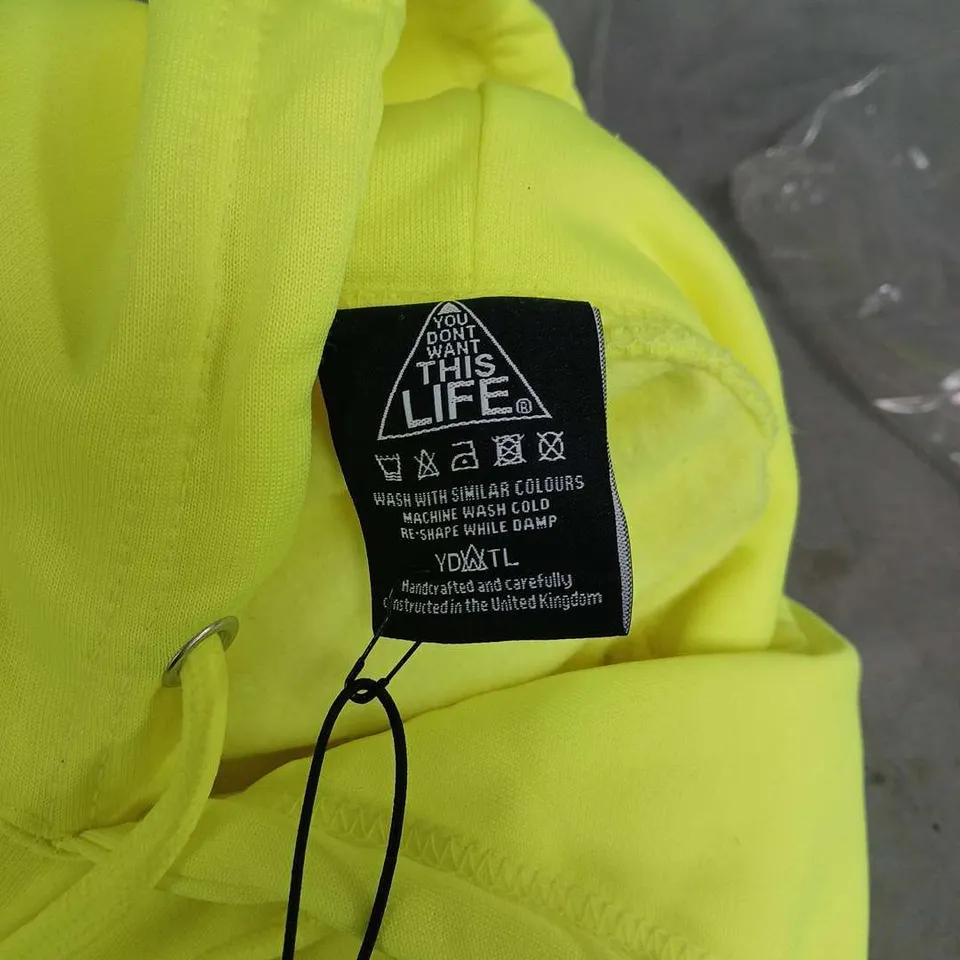 YOU
DONT
WANT
THIS
LIFE ®
WASH WITH SIMILAR COLOURS
MACHINE WASH COLD
RE-SHAPE WHILE DAMP
YDWTL
Handcrafted and carefully
constructed in the United Kingdom